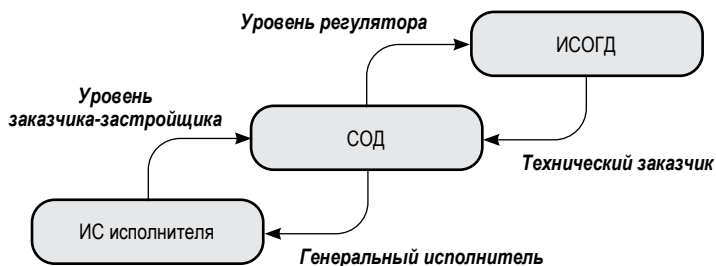 Уровень регулятора
ИСОГД
Уровень
заказчика-застройщика
СОД
Технический заказчик
ИС исполнителя
Генеральный исполнитель